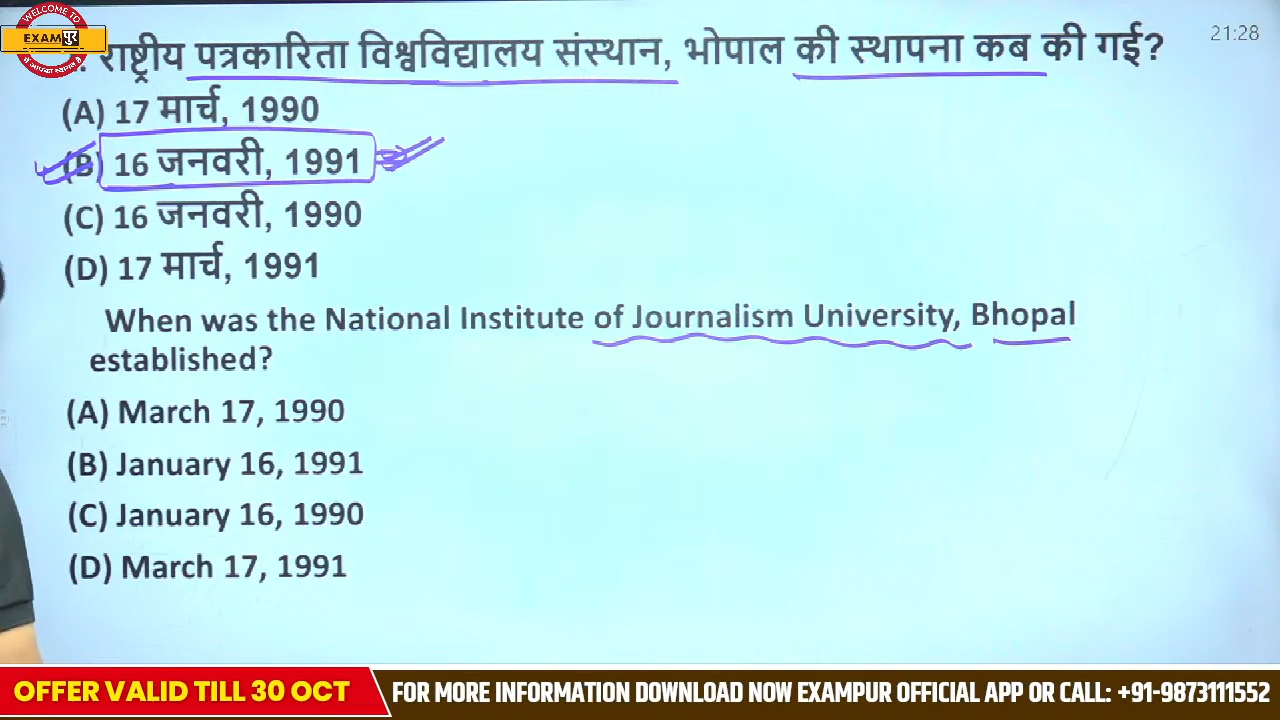 WELCOME TO
EXAMपुर
21:28
. राष्ट्रीय पत्रकारिता विश्वविद्यालय संस्थान, भोपाल की स्थापना कब की गई?
(A) 17 मार्च, 1990
(B) 16 जनवरी, 1991
(C) 16 जनवरी, 1990
(D) 17 मार्च, 1991
When was the National Institute of Journalism University, Bhopal
established?
(A) March 17, 1990
(B) January 16, 1991
(C) January 16, 1990
(D) March 17, 1991
OFFER VALID TILL 30 OCT
FOR MORE INFORMATION DOWNLOAD NOW EXAMPUR OFFICIAL APP OR CALL: +91-9873111552